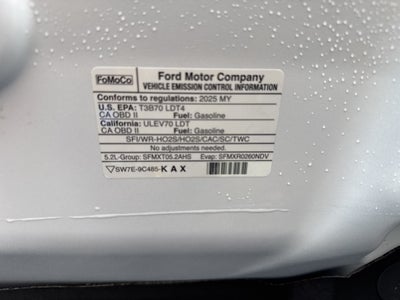 FoMoCo
Ford Motor Company
VEHICLE EMISSION CONTROL INFORMATION
Conforms to regulations: 2025 MY
U.S. EPA: T3B70 LDT4
CA OBD II Fuel: Gasoline
California: ULEV70 LDT
CA OBD II Fuel: Gasoline
SFI/WR-HO2S/HO2S/CAC/SC/TWC
No adjustments needed.
5.2L-Group: SFMXT05.2AHS Evap: SFMXR0260NDV
SW7E-9C485-KAX